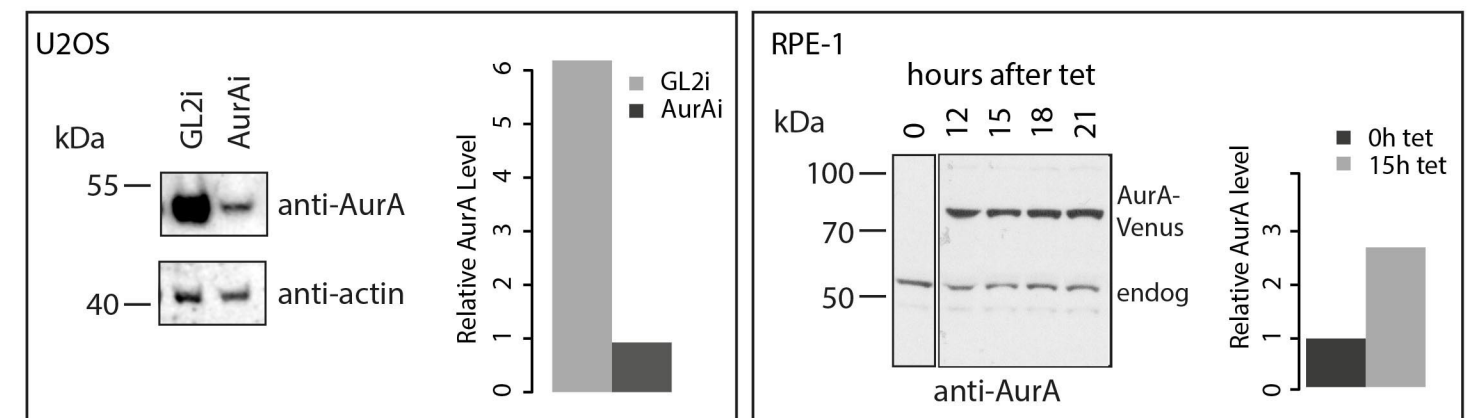 U2OS
kDa
GL2i
AurAi
55
anti-AurA
40
anti-actin
Relative AurA Level
6
5
4
3
2
1
0
GL2i
AurAi
RPE-1
hours after tet
kDa
0 12 15 18 21
100
70
50
AurA-
Venus
endog
anti-AurA
Relative AurA level
3
2
1
0
0h tet
15h tet